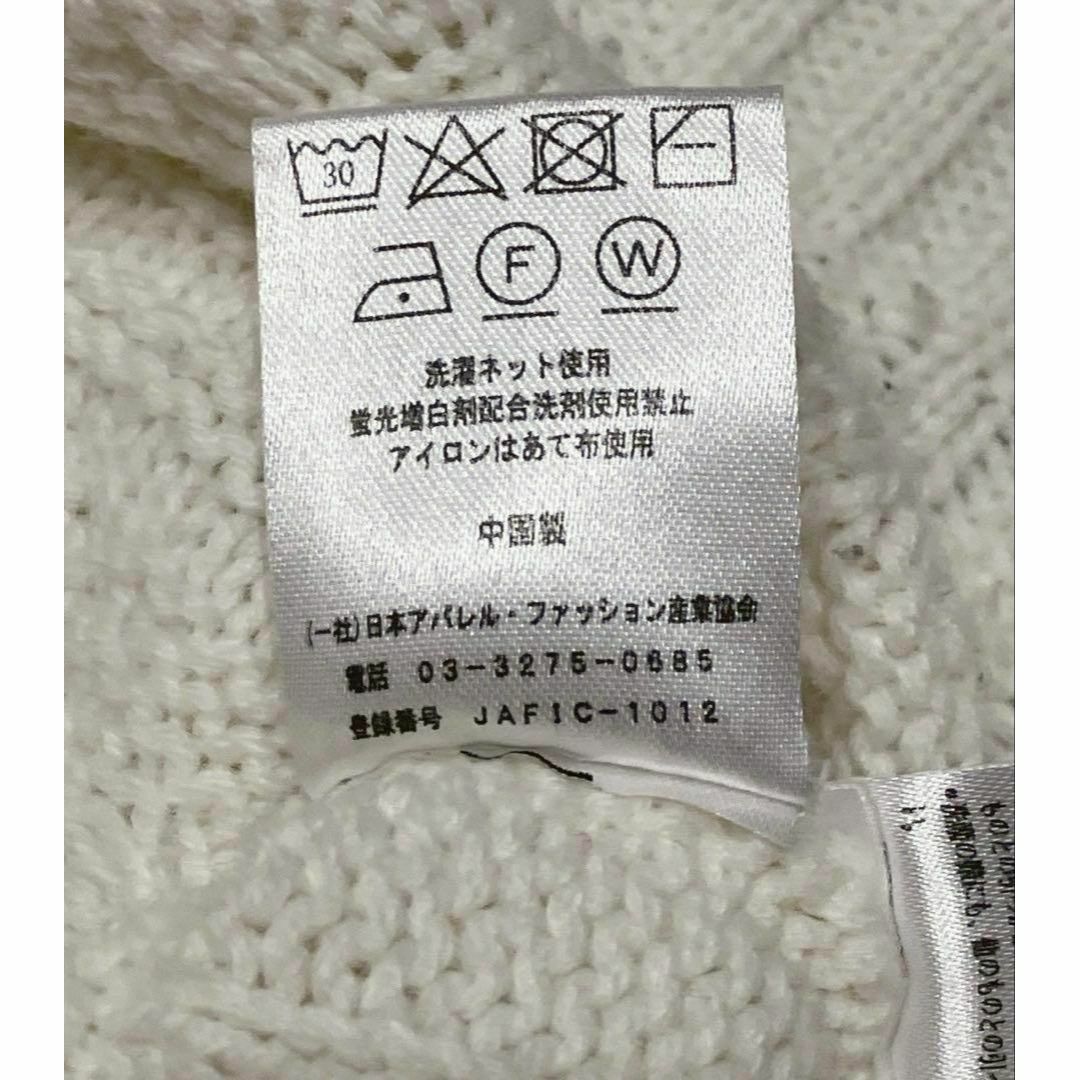 30
F W
洗濯ネット使用
蛍光増白剤配合洗剤使用禁止
アイロンはあて布使用
中国製
(一社)日本アパレル・ファッション産業協会
電話 03-3275-0685
登録番号 JAFIC-1012